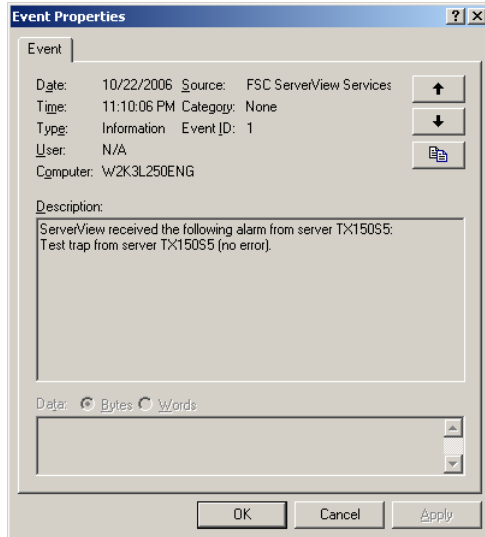 Event Properties
Event
Date: 10/22/2006 Source: FSC ServerView Services
Time: 11:10:06 PM Category: None
Type: Information Event ID: 1
User: N/A
Computer: W2K3L250ENG
Description:
ServerView received the following alarm from server TX150S5:
Test trap from server TX150S5 (no error).
Data: Bytes Words
OK Cancel Apply